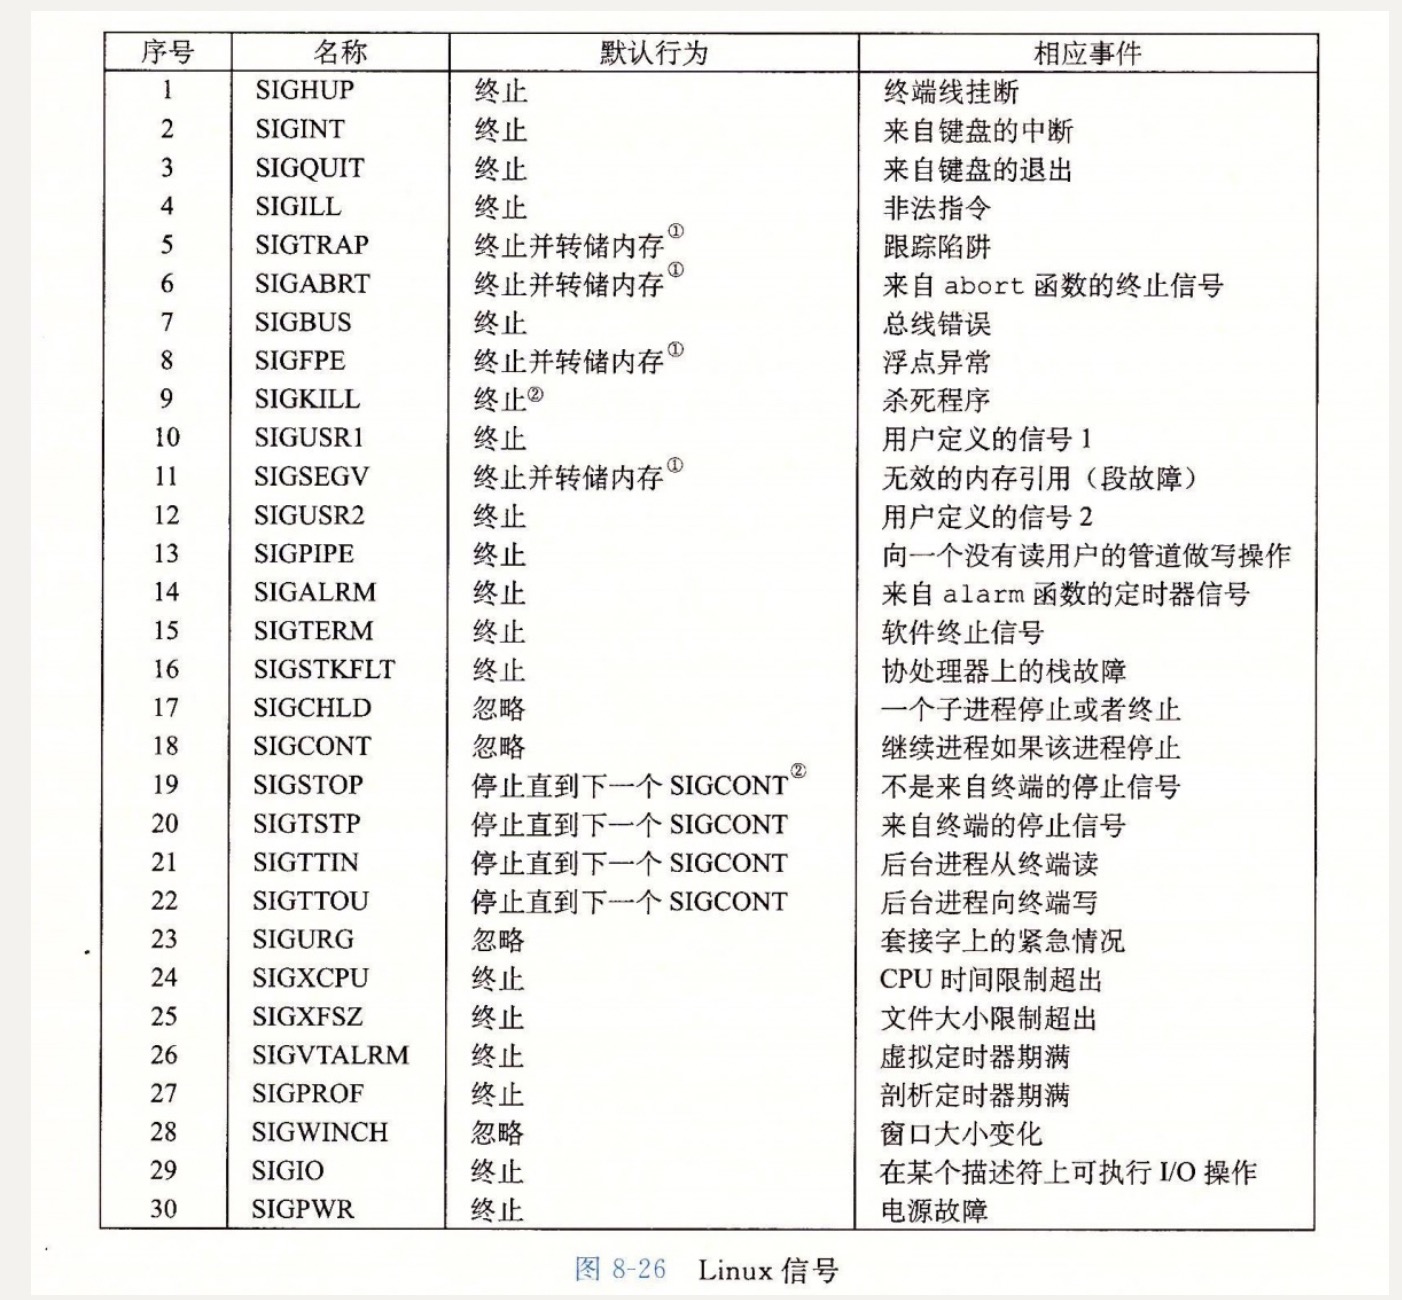 序号 名称 默认行为 相应事件
1 SIGHUP 终止 终端线挂断
2 SIGINT 终止 来自键盘的中断
3 SIGQUIT 终止 来自键盘的退出
4 SIGILL 终止 非法指令
5 SIGTRAP 终止并转储内存① 跟踪陷阱
6 SIGABRT 终止并转储内存① 来自 abort 函数的终止信号
7 SIGBUS 终止 总线错误
8 SIGFPE 终止并转储内存① 浮点异常
9 SIGKILL 终止② 杀死程序
10 SIGUSR1 终止 用户定义的信号 1
11 SIGSEGV 终止并转储内存① 无效的内存引用（段故障）
12 SIGUSR2 终止 用户定义的信号 2
13 SIGPIPE 终止 向一个没有读用户的管道做写操作
14 SIGALRM 终止 来自 alarm 函数的定时器信号
15 SIGTERM 终止 软件终止信号
16 SIGSTKFLT 终止 协处理器上的栈故障
17 SIGCHLD 忽略 一个子进程停止或者终止
18 SIGCONT 忽略 继续进程如果该进程停止
19 SIGSTOP 停止直到下一个 SIGCONT② 不是来自终端的停止信号
20 SIGTSTP 停止直到下一个 SIGCONT 来自终端的停止信号
21 SIGTTIN 停止直到下一个 SIGCONT 后台进程从终端读
22 SIGTTOU 停止直到下一个 SIGCONT 后台进程向终端写
23 SIGURG 忽略 套接字上的紧急情况
24 SIGXCPU 终止 CPU 时间限制超出
25 SIGXFSZ 终止 文件大小限制超出
26 SIGVTALRM 终止 虚拟定时器期满
27 SIGPROF 终止 剖析定时器期满
28 SIGWINCH 忽略 窗口大小变化
29 SIGIO 终止 在某个描述符上可执行 I/O 操作
30 SIGPWR 终止 电源故障
图 8-26 Linux 信号